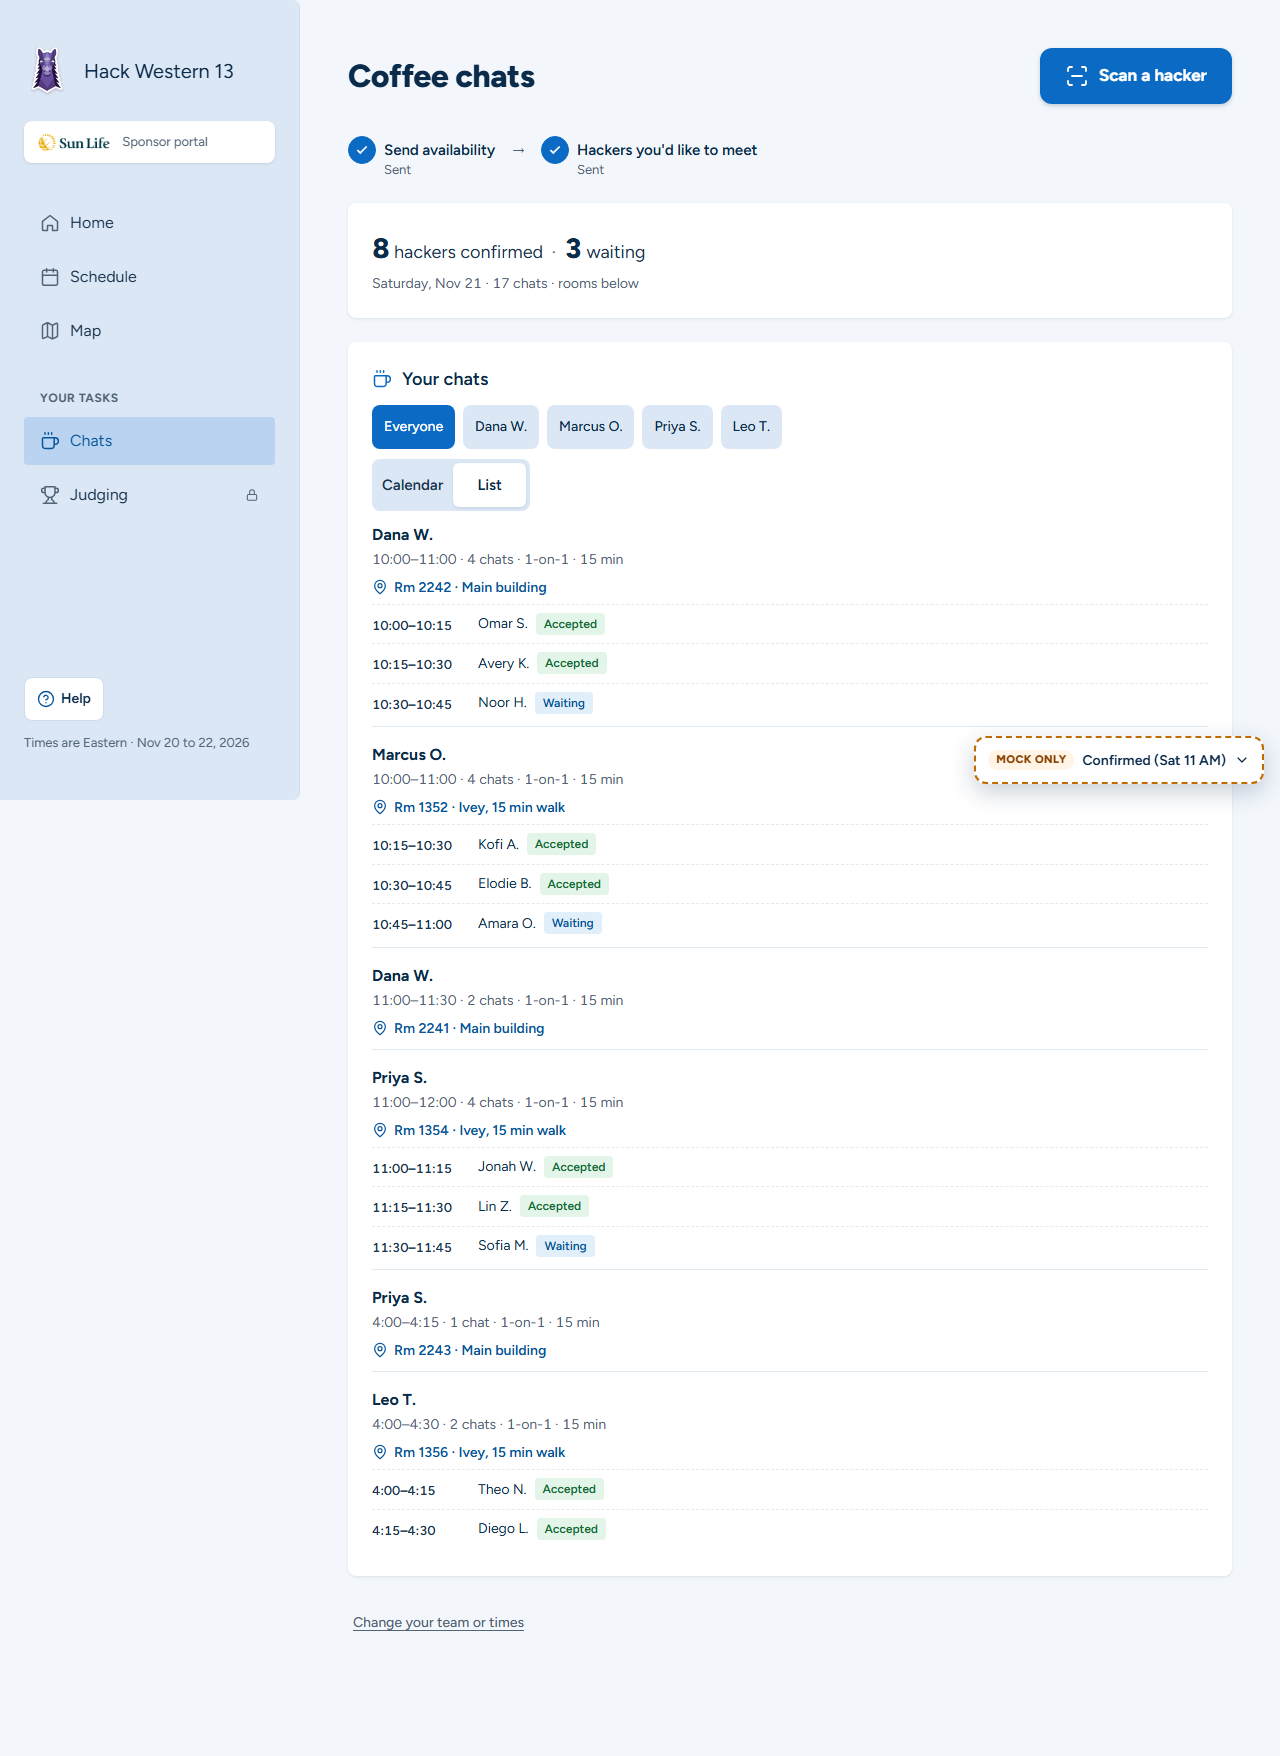 Hack Western 13
Sun Life Sponsor portal
Home
Schedule
Map
YOUR TASKS
Chats
Judging
Help
Times are Eastern · Nov 20 to 22, 2026
Coffee chats
Scan a hacker
Send availability → Hackers you'd like to meet
Sent Sent
8 hackers confirmed · 3 waiting
Saturday, Nov 21 · 17 chats · rooms below
Your chats
Everyone Dana W. Marcus O. Priya S. Leo T.
Calendar List
Dana W.
10:00–11:00 · 4 chats · 1-on-1 · 15 min
Rm 2242 · Main building
10:00–10:15 Omar S. Accepted
10:15–10:30 Avery K. Accepted
10:30–10:45 Noor H. Waiting
Marcus O.
10:00–11:00 · 4 chats · 1-on-1 · 15 min
Rm 1352 · Ivey, 15 min walk
10:15–10:30 Kofi A. Accepted
10:30–10:45 Elodie B. Accepted
10:45–11:00 Amara O. Waiting
MOCK ONLY Confirmed (Sat 11 AM)
Dana W.
11:00–11:30 · 2 chats · 1-on-1 · 15 min
Rm 2241 · Main building
Priya S.
11:00–12:00 · 4 chats · 1-on-1 · 15 min
Rm 1354 · Ivey, 15 min walk
11:00–11:15 Jonah W. Accepted
11:15–11:30 Lin Z. Accepted
11:30–11:45 Sofia M. Waiting
Priya S.
4:00–4:15 · 1 chat · 1-on-1 · 15 min
Rm 2243 · Main building
Leo T.
4:00–4:30 · 2 chats · 1-on-1 · 15 min
Rm 1356 · Ivey, 15 min walk
4:00–4:15 Theo N. Accepted
4:15–4:30 Diego L. Accepted
Change your team or times